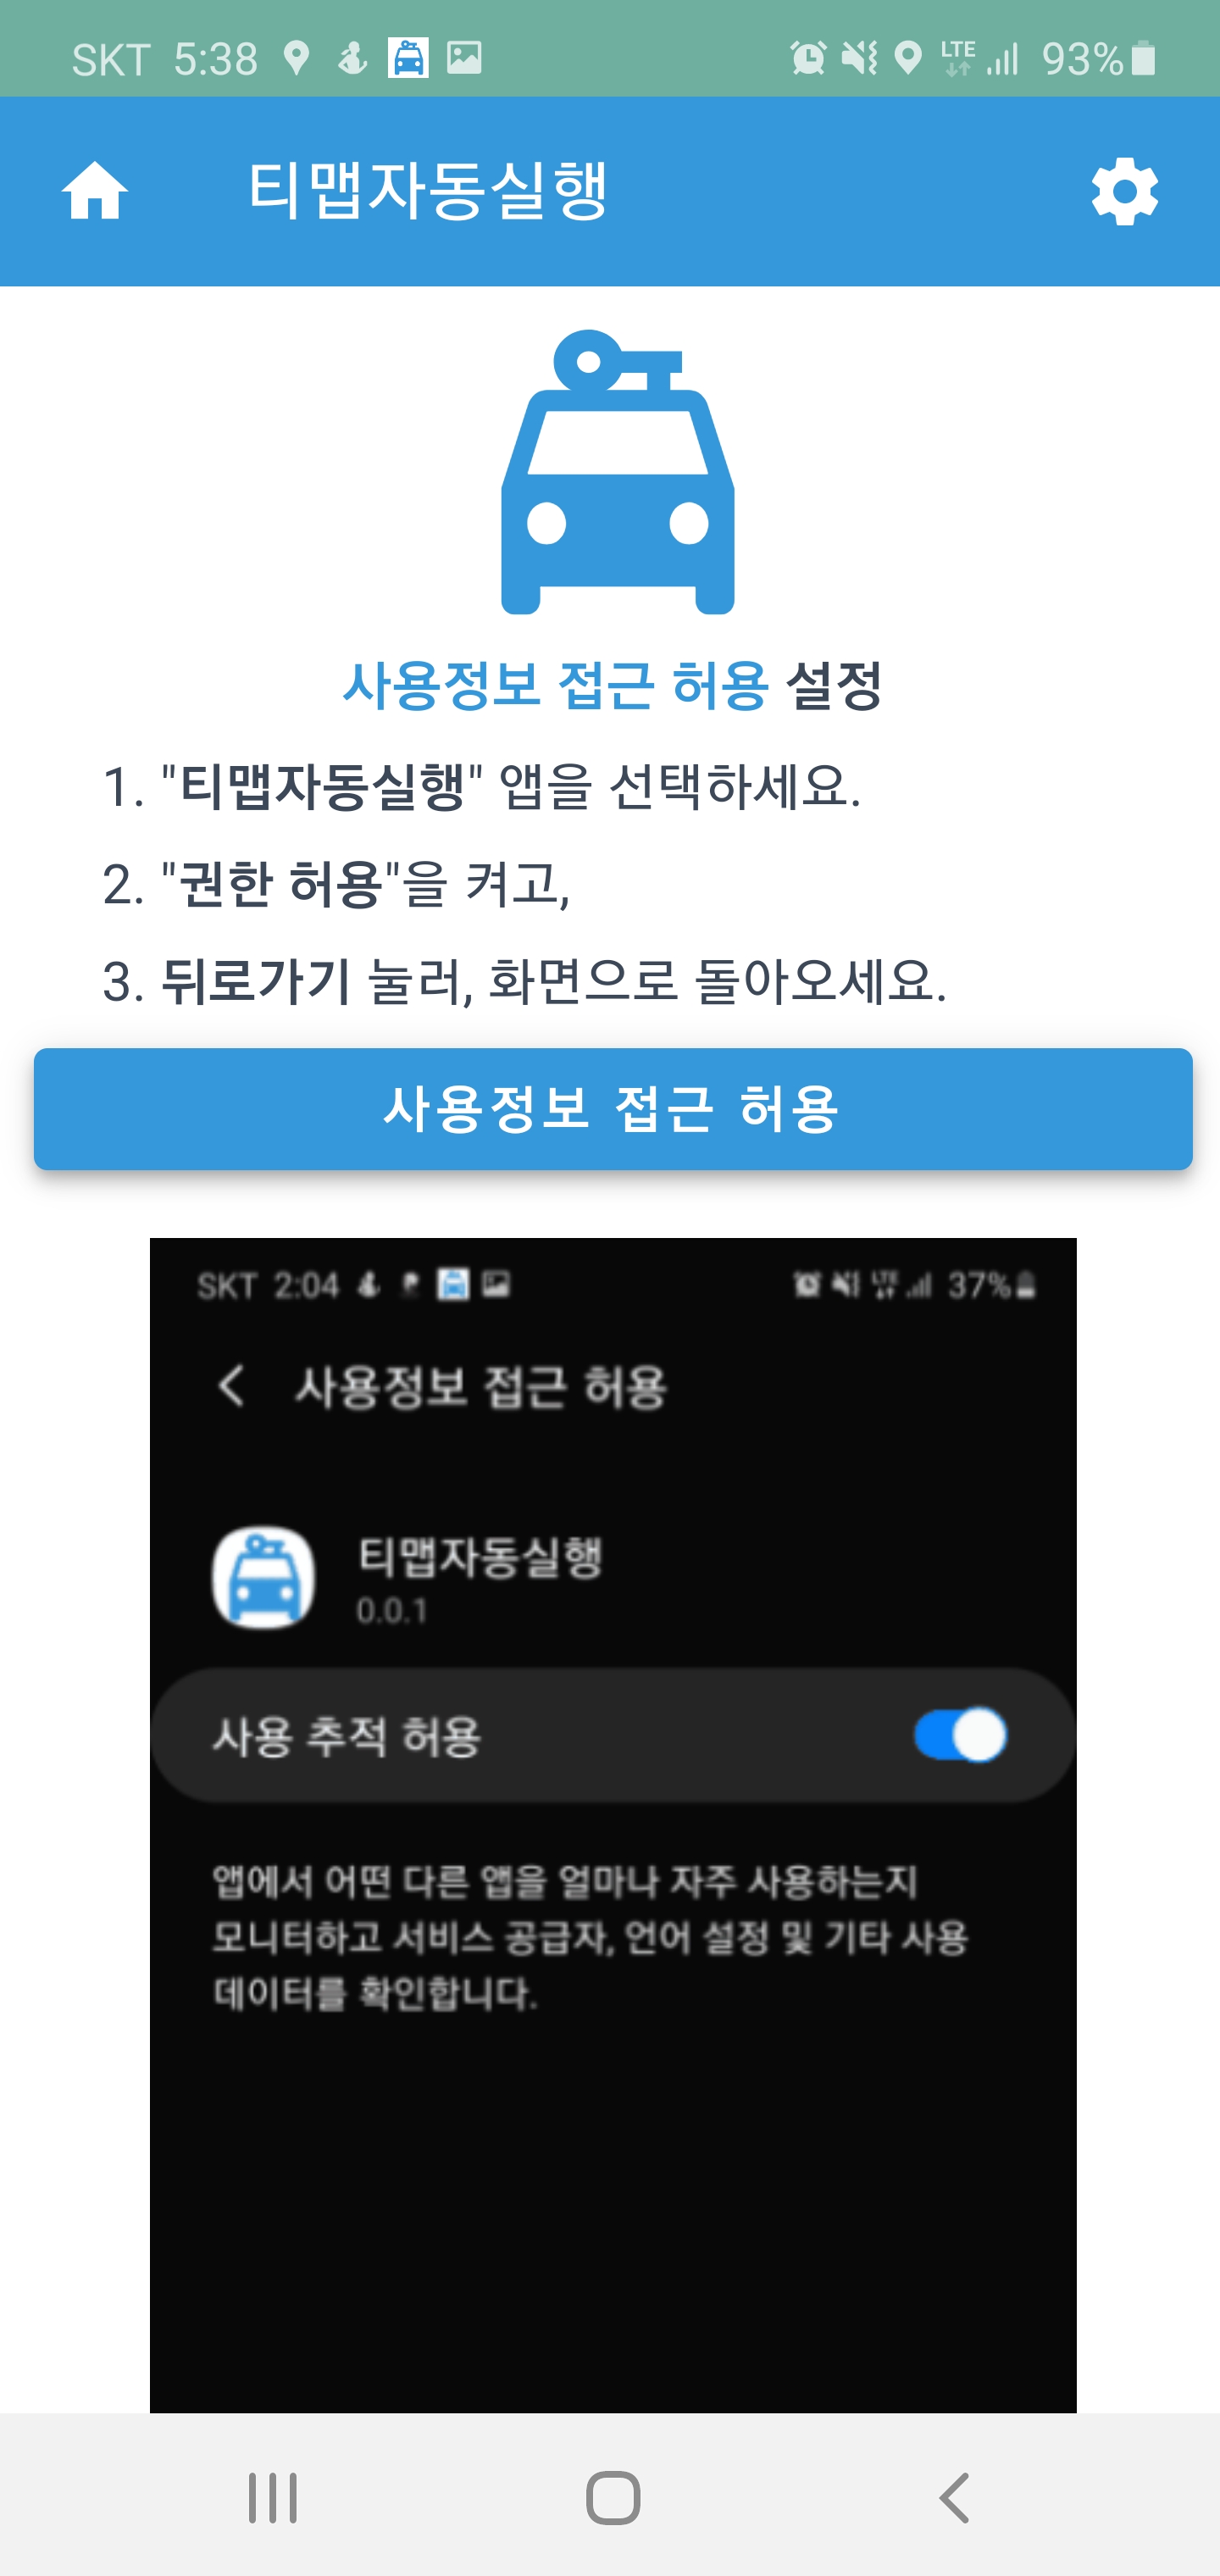 SKT 5:38 LTE 93%
티맵자동실행
사용정보 접근 허용 설정
1. "티맵자동실행" 앱을 선택하세요.
2. "권한 허용"을 켜고,
3. 뒤로가기 눌러, 화면으로 돌아오세요.
사용정보 접근 허용
SKT 2:04 LTE 37%
사용정보 접근 허용
티맵자동실행
0.0.1
사용 추적 허용
앱에서 어떤 다른 앱을 얼마나 자주 사용하는지
모니터하고 서비스 공급자, 언어 설정 및 기타 사용
데이터를 확인합니다.